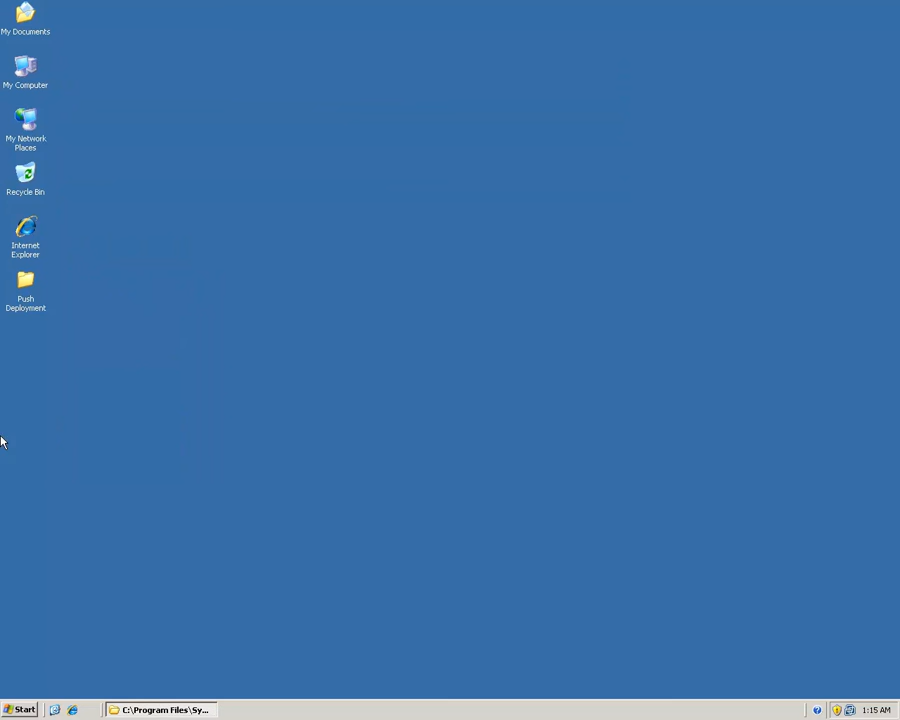 My Documents
My Computer
My Network
Places
Recycle Bin
Internet
Explorer
Push
Deployment
Start
C:\Program Files\Sy...
1:15 AM